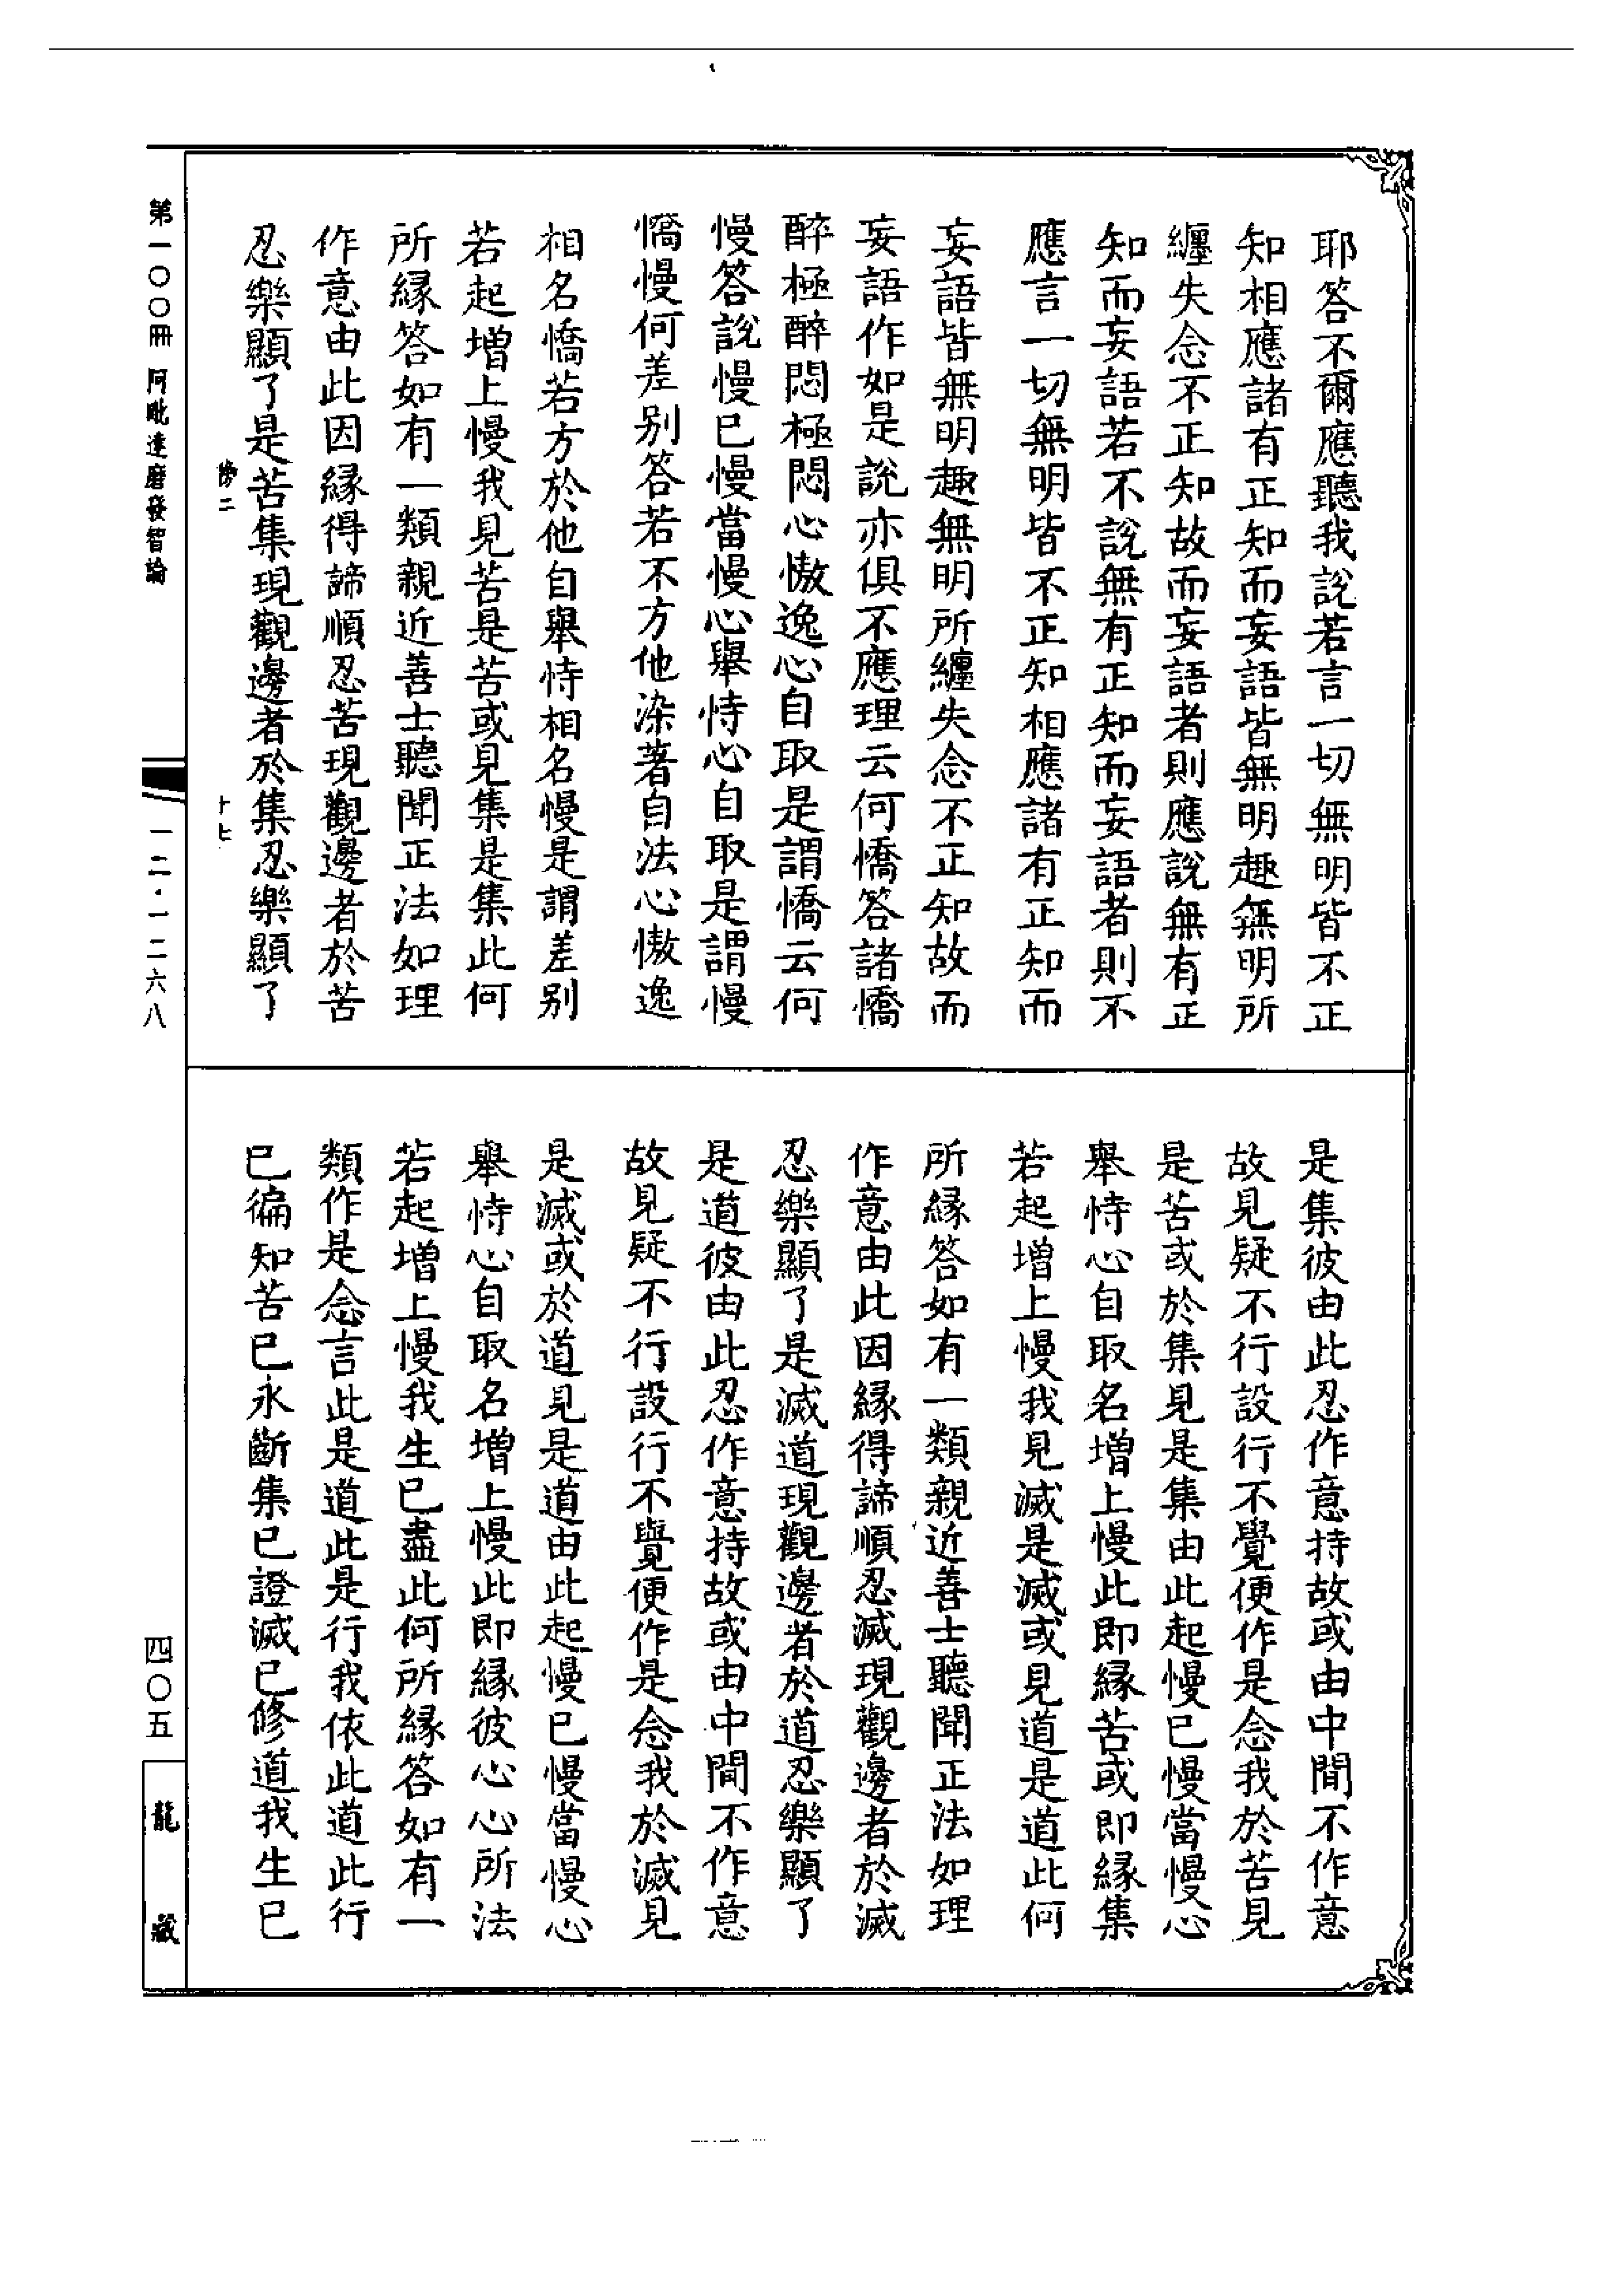 耶答不爾應聽我說若言一切無明皆不正
知相應諸有正知而妄語皆無明趣無明所
纏失念不正知故而妄語者則應說無有正
知而妄語若不說無有正知而妄語者則不
應言一切無明皆不正知相應諸有正知而
妄語皆無明趣無明所纏失念不正知故而
妄語作如是說亦俱不應理云何憍答諸憍
醉極醉悶極悶心慠逸心自取是謂憍云何
慢答說慢已慢當慢心舉恃心自取是謂慢
憍慢何差別答若不方他染著自法心慠逸
相名憍若方於他自舉恃相名慢是謂差別
若起增上慢我見苦是苦或見集是集此何
所緣答如有一類親近善士聽聞正法如理
作意由此因緣得諦順忍苦現觀邊者於苦
忍樂顯了是苦集現觀邊者於集忍樂顯了
是集彼由此忍作意持故或由中間不作意
故見疑不行設行不覺便作是念我於苦見
是苦或於集見是集由此起慢已慢當慢心
舉恃心自取名增上慢此即緣苦或即緣集
若起增上慢我見滅是滅或見道是道此何
所緣答如有一類親近善士聽聞正法如理
作意由此因緣得諦順忍滅現觀邊者於滅
忍樂顯了是滅道現觀邊者於道忍樂顯了
是道彼由此忍作意持故或由中間不作意
故見疑不行設行不覺便作是念我於滅見
是滅或於道見是道由此起慢已慢當慢心
舉恃心自取名增上慢此即緣彼心心所法
若起增上慢我生已盡此何所緣答如有一
類作是念言此是道此是行我依此道此行
已徧知苦已永斷集已證滅已修道我生已
第一〇〇冊 阿毗達磨發智論
一二·一二六八
四〇五
龍藏